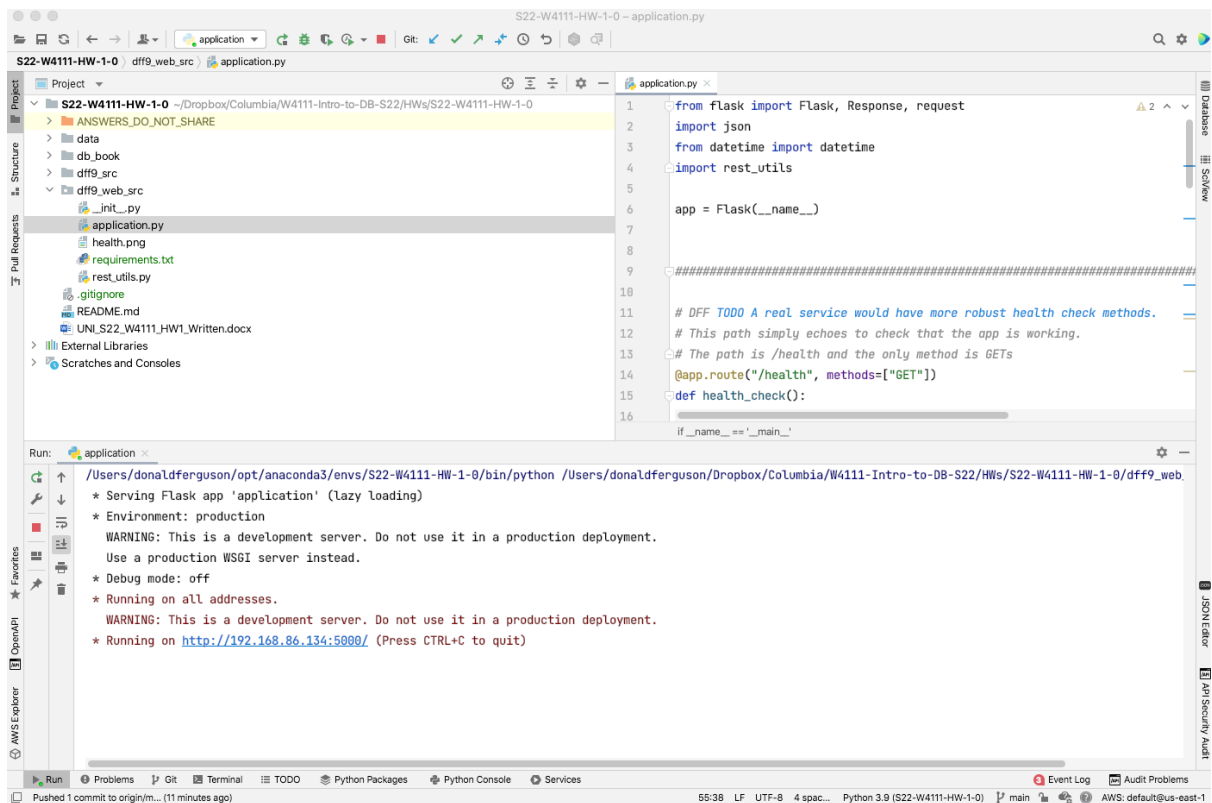 S22-W4111-HW-1-0 – application.py
application
Git:
S22-W4111-HW-1-0 dff9_web_src application.py
Project
application.py
S22-W4111-HW-1-0 ~/Dropbox/Columbia/W4111-Intro-to-DB-S22/HWs/S22-W4111-HW-1-0
ANSWERS_DO_NOT_SHARE
data
db_book
dff9_src
dff9_web_src
__init__.py
application.py
health.png
requirements.txt
rest_utils.py
.gitignore
README.md
UNI_S22_W4111_HW1_Written.docx
External Libraries
Scratches and Consoles
Project
Structure
Pull Requests
Favorites
OpenAPI
AWS Explorer
1 from flask import Flask, Response, request
2 import json
3 from datetime import datetime
4 import rest_utils
5
6 app = Flask(__name__)
7
8
9 ###########################################################################
10
11 # DFF TODO A real service would have more robust health check methods.
12 # This path simply echoes to check that the app is working.
13 # The path is /health and the only method is GETs
14 @app.route("/health", methods=["GET"])
15 def health_check():
16
if __name__ == '__main__'
2
Database
SciView
JSON Editor
API Security Audit
Run: application
/Users/donaldferguson/opt/anaconda3/envs/S22-W4111-HW-1-0/bin/python /Users/donaldferguson/Dropbox/Columbia/W4111-Intro-to-DB-S22/HWs/S22-W4111-HW-1-0/dff9_web
* Serving Flask app 'application' (lazy loading)
* Environment: production
WARNING: This is a development server. Do not use it in a production deployment.
Use a production WSGI server instead.
* Debug mode: off
* Running on all addresses.
WARNING: This is a development server. Do not use it in a production deployment.
* Running on http://192.168.86.134:5000/ (Press CTRL+C to quit)
Run Problems Git Terminal TODO Python Packages Python Console Services 3 Event Log Audit Problems
Pushed 1 commit to origin/m... (11 minutes ago) 55:38 LF UTF-8 4 spac... Python 3.9 (S22-W4111-HW-1-0) main AWS: default@us-east-1